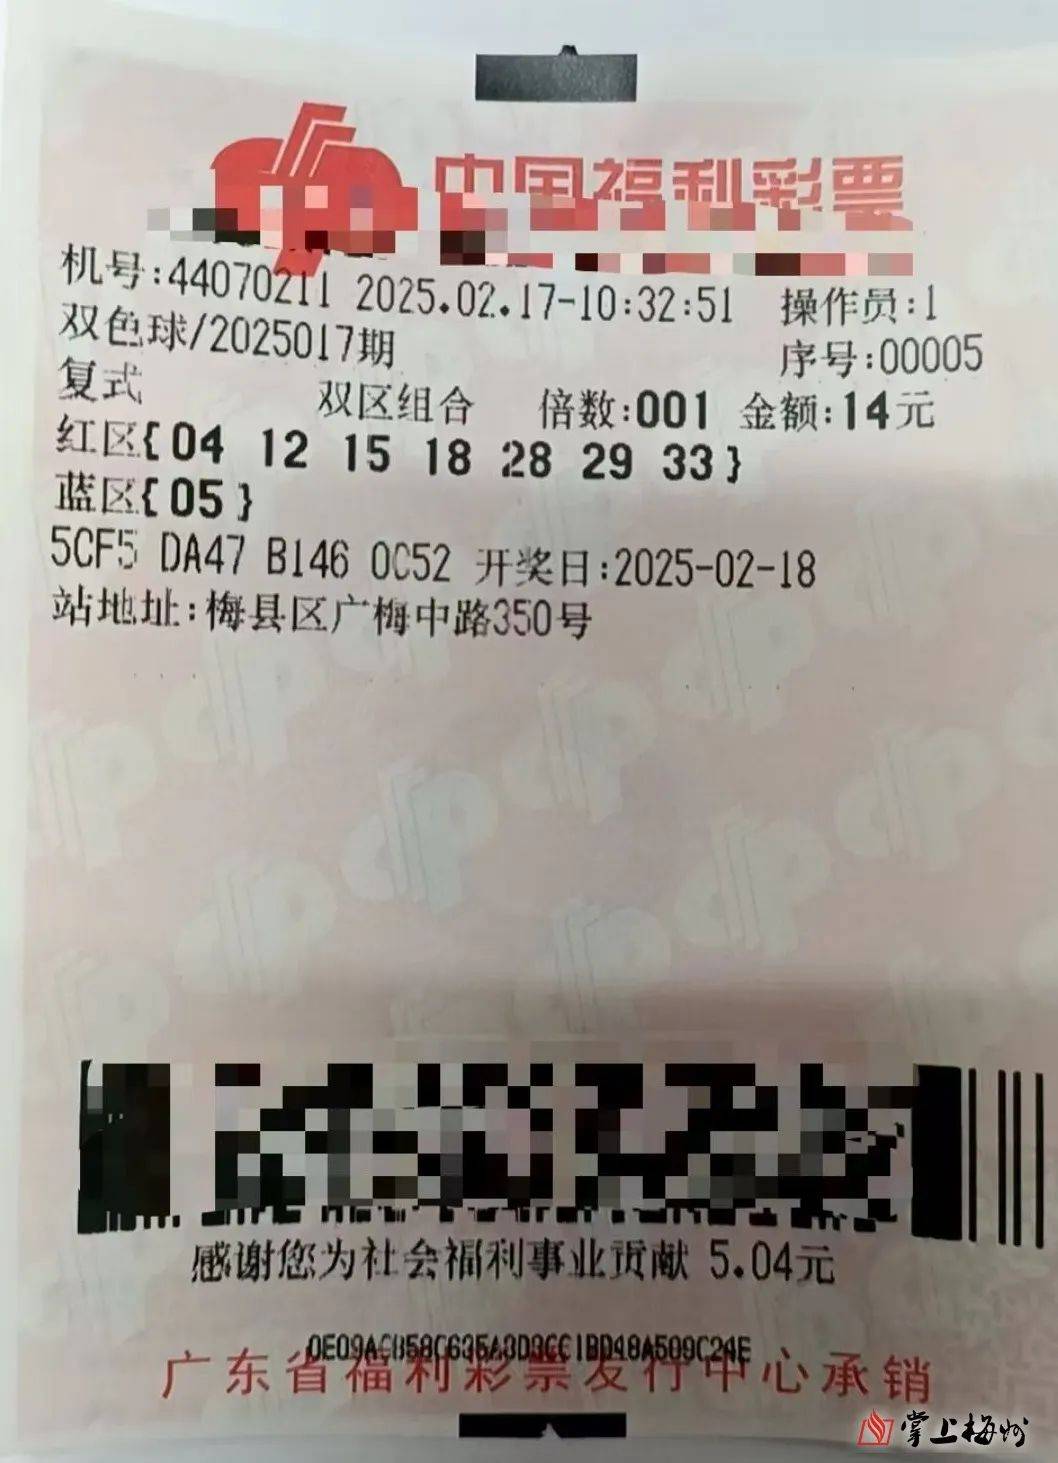 中国福利彩票
机号:44070211 2025.02.17-10:32:51 操作员:1
双色球/2025017期 序号:00005
复式 双区组合 倍数:001 金额:14元
红区{04 12 15 18 28 29 33}
蓝区{05}
5CF5 DA47 B146 0C52 开奖日:2025-02-18
站地址:梅县区广梅中路350号
感谢您为社会福利事业贡献 5.04元
广东省福利彩票发行中心承销
掌上梅州